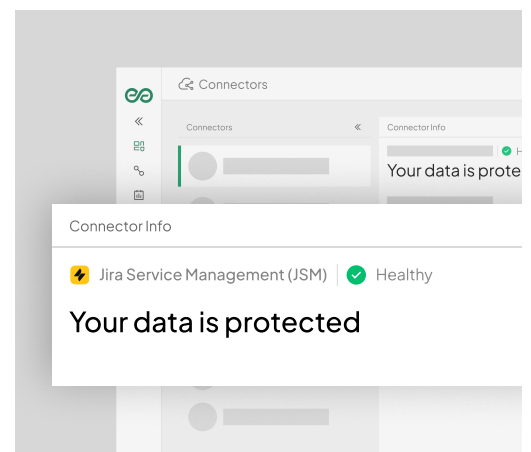 Connectors
Connectors
Connector Info
Your data is prote
Connector Info
Jira Service Management (JSM)
Healthy
Your data is protected